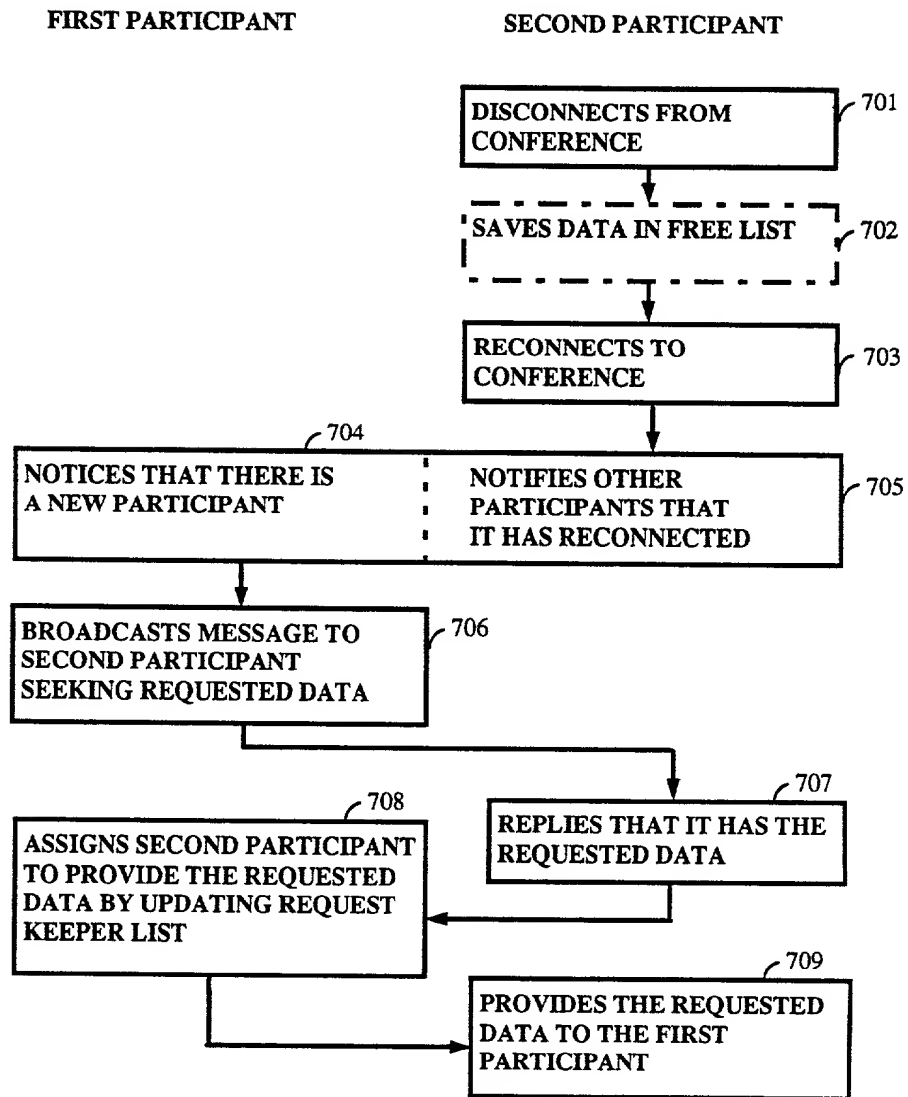 FIRST PARTICIPANT
SECOND PARTICIPANT
701
DISCONNECTS FROM
CONFERENCE
702
SAVES DATA IN FREE LIST
703
RECONNECTS TO
CONFERENCE
704
NOTICES THAT THERE IS
A NEW PARTICIPANT
705
NOTIFIES OTHER
PARTICIPANTS THAT
IT HAS RECONNECTED
706
BROADCASTS MESSAGE TO
SECOND PARTICIPANT
SEEKING REQUESTED DATA
707
REPLIES THAT IT HAS THE
REQUESTED DATA
708
ASSIGNS SECOND PARTICIPANT
TO PROVIDE THE REQUESTED
DATA BY UPDATING REQUEST
KEEPER LIST
709
PROVIDES THE REQUESTED
DATA TO THE FIRST
PARTICIPANT